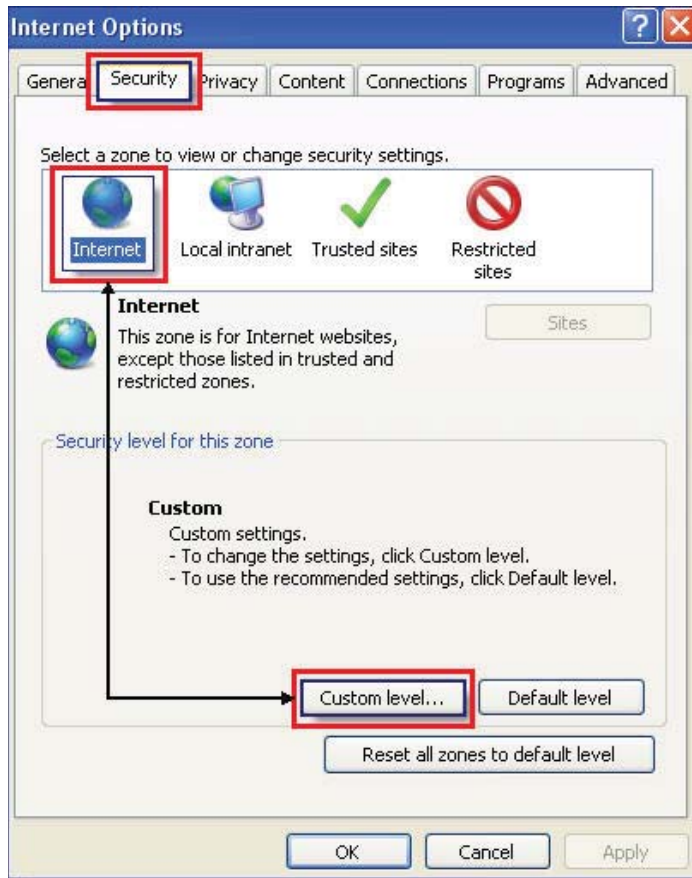 Internet Options
General Security Privacy Content Connections Programs Advanced
Select a zone to view or change security settings.
Internet Local intranet Trusted sites Restricted
sites
Internet
This zone is for Internet websites,
except those listed in trusted and
restricted zones.
Sites
Security level for this zone
Custom
Custom settings.
- To change the settings, click Custom level.
- To use the recommended settings, click Default level.
Custom level... Default level
Reset all zones to default level
OK Cancel Apply